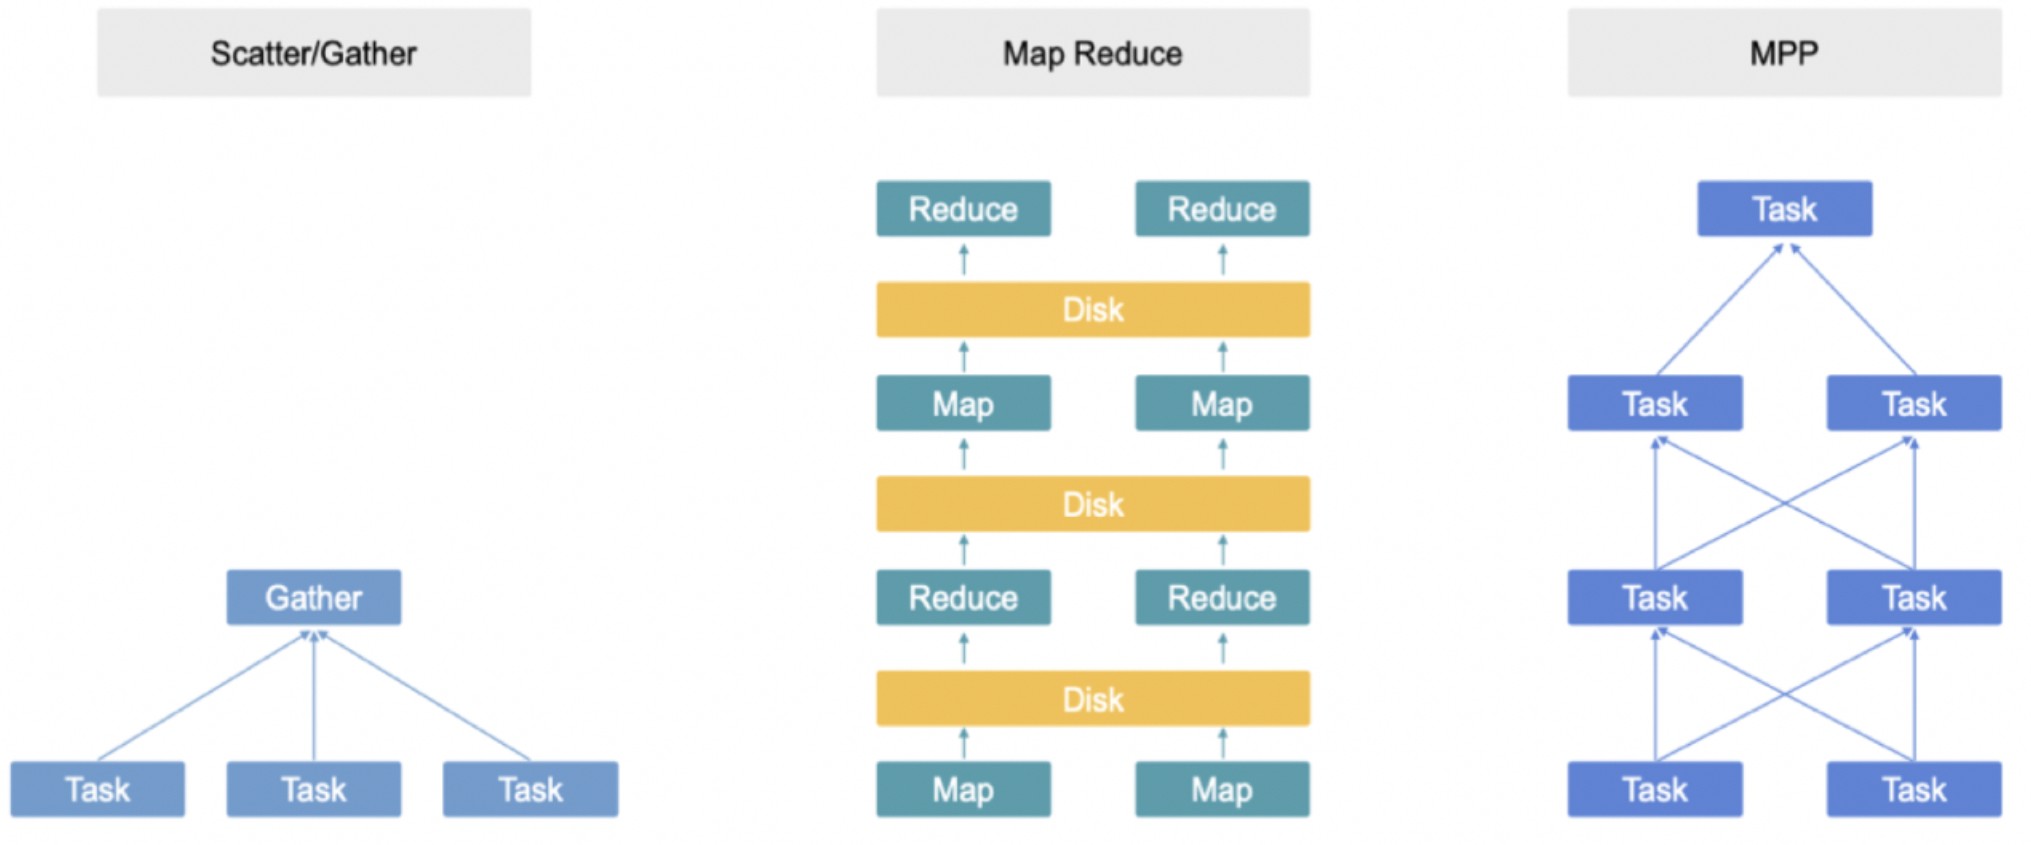 Scatter/Gather
Gather
Task Task Task
Map Reduce
Reduce Reduce
Disk
Map Map
Disk
Reduce Reduce
Disk
Map Map
MPP
Task
Task Task
Task Task
Task Task